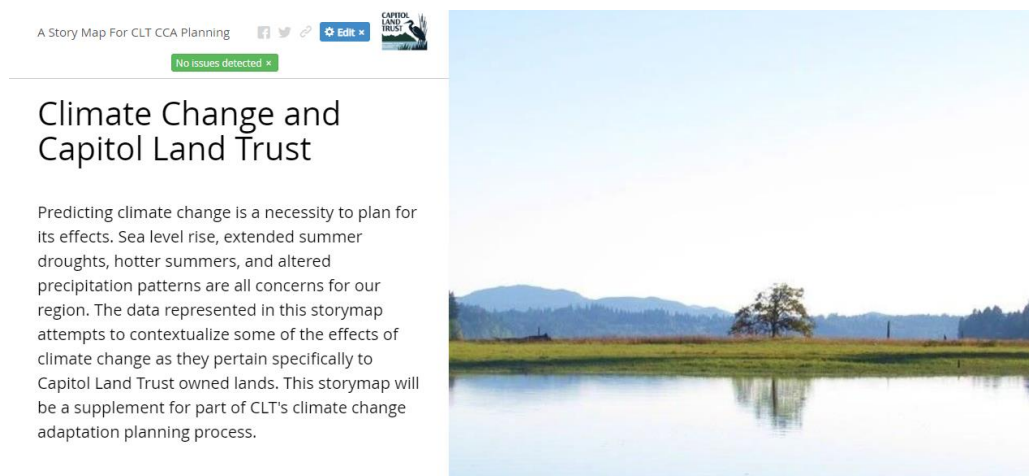 A Story Map For CLT CCA Planning
Edit ×
CAPITOL
LAND
TRUST
No issues detected ×
Climate Change and
Capitol Land Trust
Predicting climate change is a necessity to plan for
its effects. Sea level rise, extended summer
droughts, hotter summers, and altered
precipitation patterns are all concerns for our
region. The data represented in this storymap
attempts to contextualize some of the effects of
climate change as they pertain specifically to
Capitol Land Trust owned lands. This storymap will
be a supplement for part of CLT's climate change
adaptation planning process.